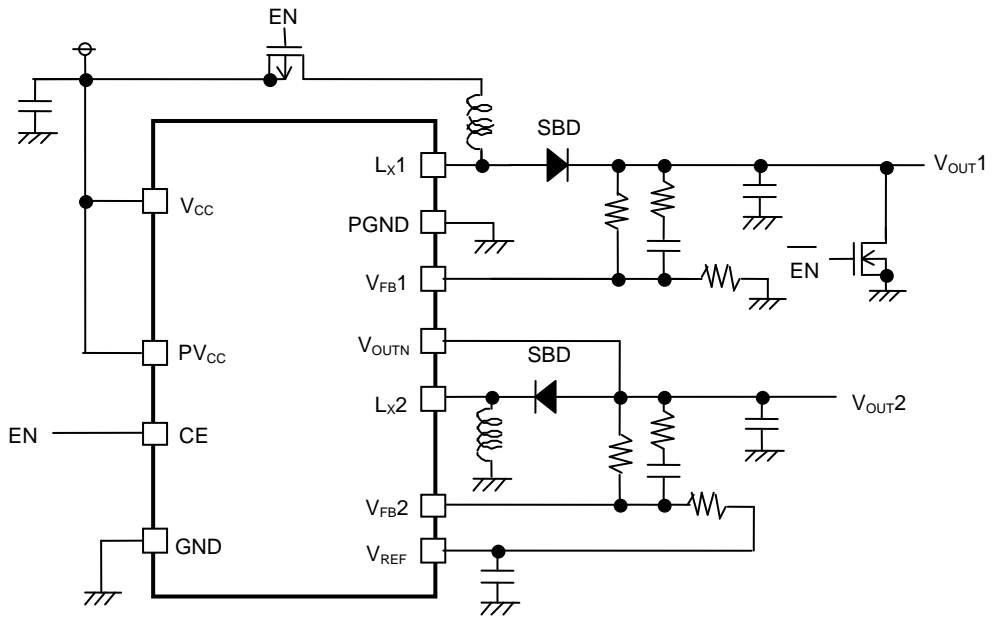 EN
SBD
LX1
VOUT1
VCC
PGND
EN
VFB1
VOUTN
SBD
PVCC
LX2
VOUT2
EN
CE
VFB2
GND
VREF